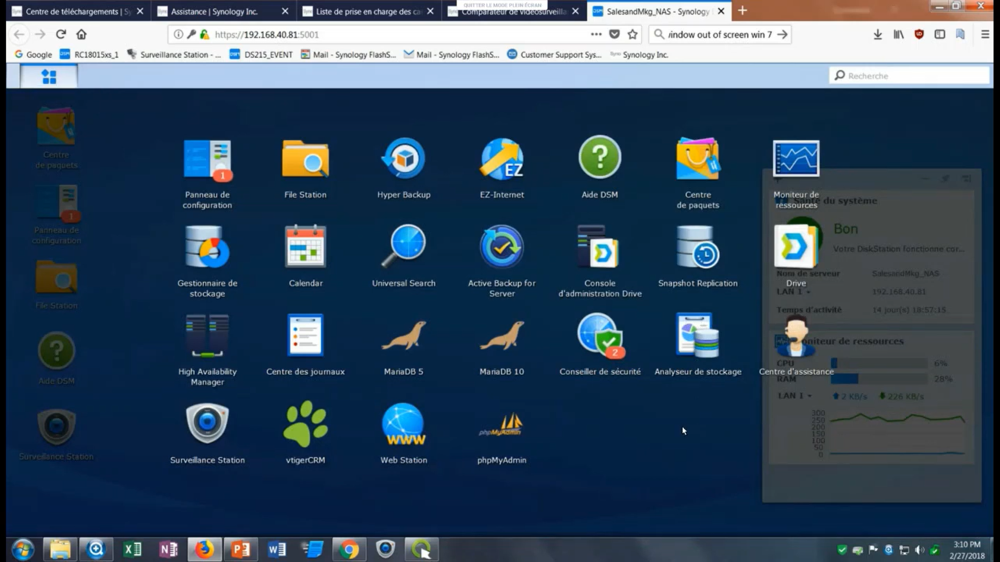 QUITTER LE MODE PLEIN ÉCRAN
Centre de téléchargements | Sy
Assistance | Synology Inc.
Liste de prise en charge des ca
Comparateur de vidéosurveilla
SalesandMkg_NAS - Synology
https://192.168.40.81:5001
indow out of screen win 7
Google
RC18015xs_1
Surveillance Station - ...
DS215_EVENT
Mail - Synology FlashS...
Mail - Synology FlashS...
Customer Support Sys...
Synology Inc.
Recherche
Centre
de paquets
Panneau de
configuration
File Station
Aide DSM
Surveillance Station
1
Panneau de
configuration
1
File Station
Hyper Backup
EZ
EZ-Internet
Aide DSM
Centre
de paquets
Moniteur de
ressources
Gestionnaire de
stockage
Calendar
Universal Search
Active Backup for
Server
Console
d'administration Drive
Snapshot Replication
Drive
High Availability
Manager
Centre des journaux
MariaDB 5
MariaDB 10
2
Conseiller de sécurité
Analyseur de stockage
Centre d'assistance
Surveillance Station
vtigerCRM
WWW
Web Station
phpMyAdmin
phpMyAdmin
Santé du système
Bon
Votre DiskStation fonctionne cor...
Nom de serveur SalesandMkg_NAS
LAN 1 192.168.40.81
Temps d'activité 14 jour(s) 18:57:15
Moniteur de ressources
CPU 6%
RAM 28%
LAN 1 2 KB/s 226 KB/s
300
250
200
150
100
50
0
3:10 PM
2/27/2018